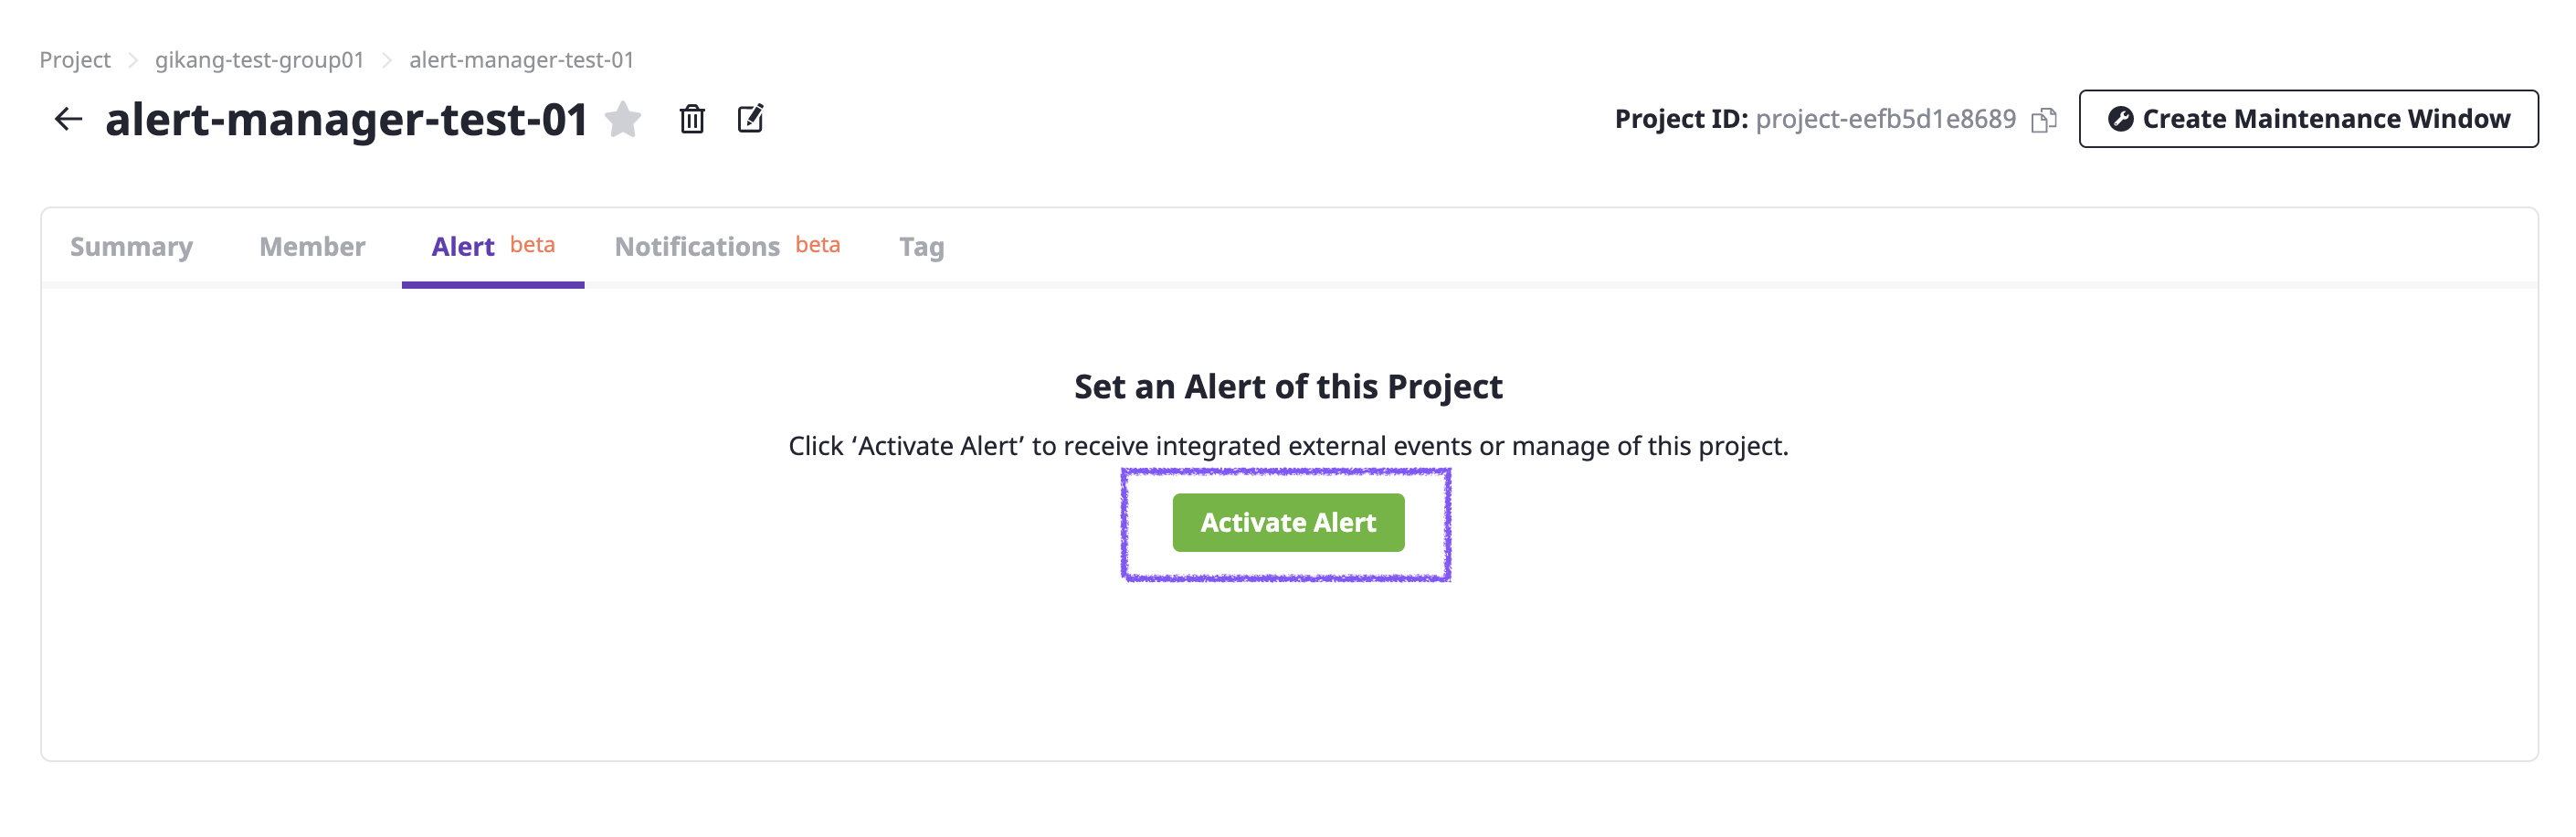 Project > gikang-test-group01 > alert-manager-test-01
alert-manager-test-01
Project ID: project-eefb5d1e8689
Create Maintenance Window
Summary Member Alert beta Notifications beta Tag
Set an Alert of this Project
Click ‘Activate Alert’ to receive integrated external events or manage of this project.
Activate Alert